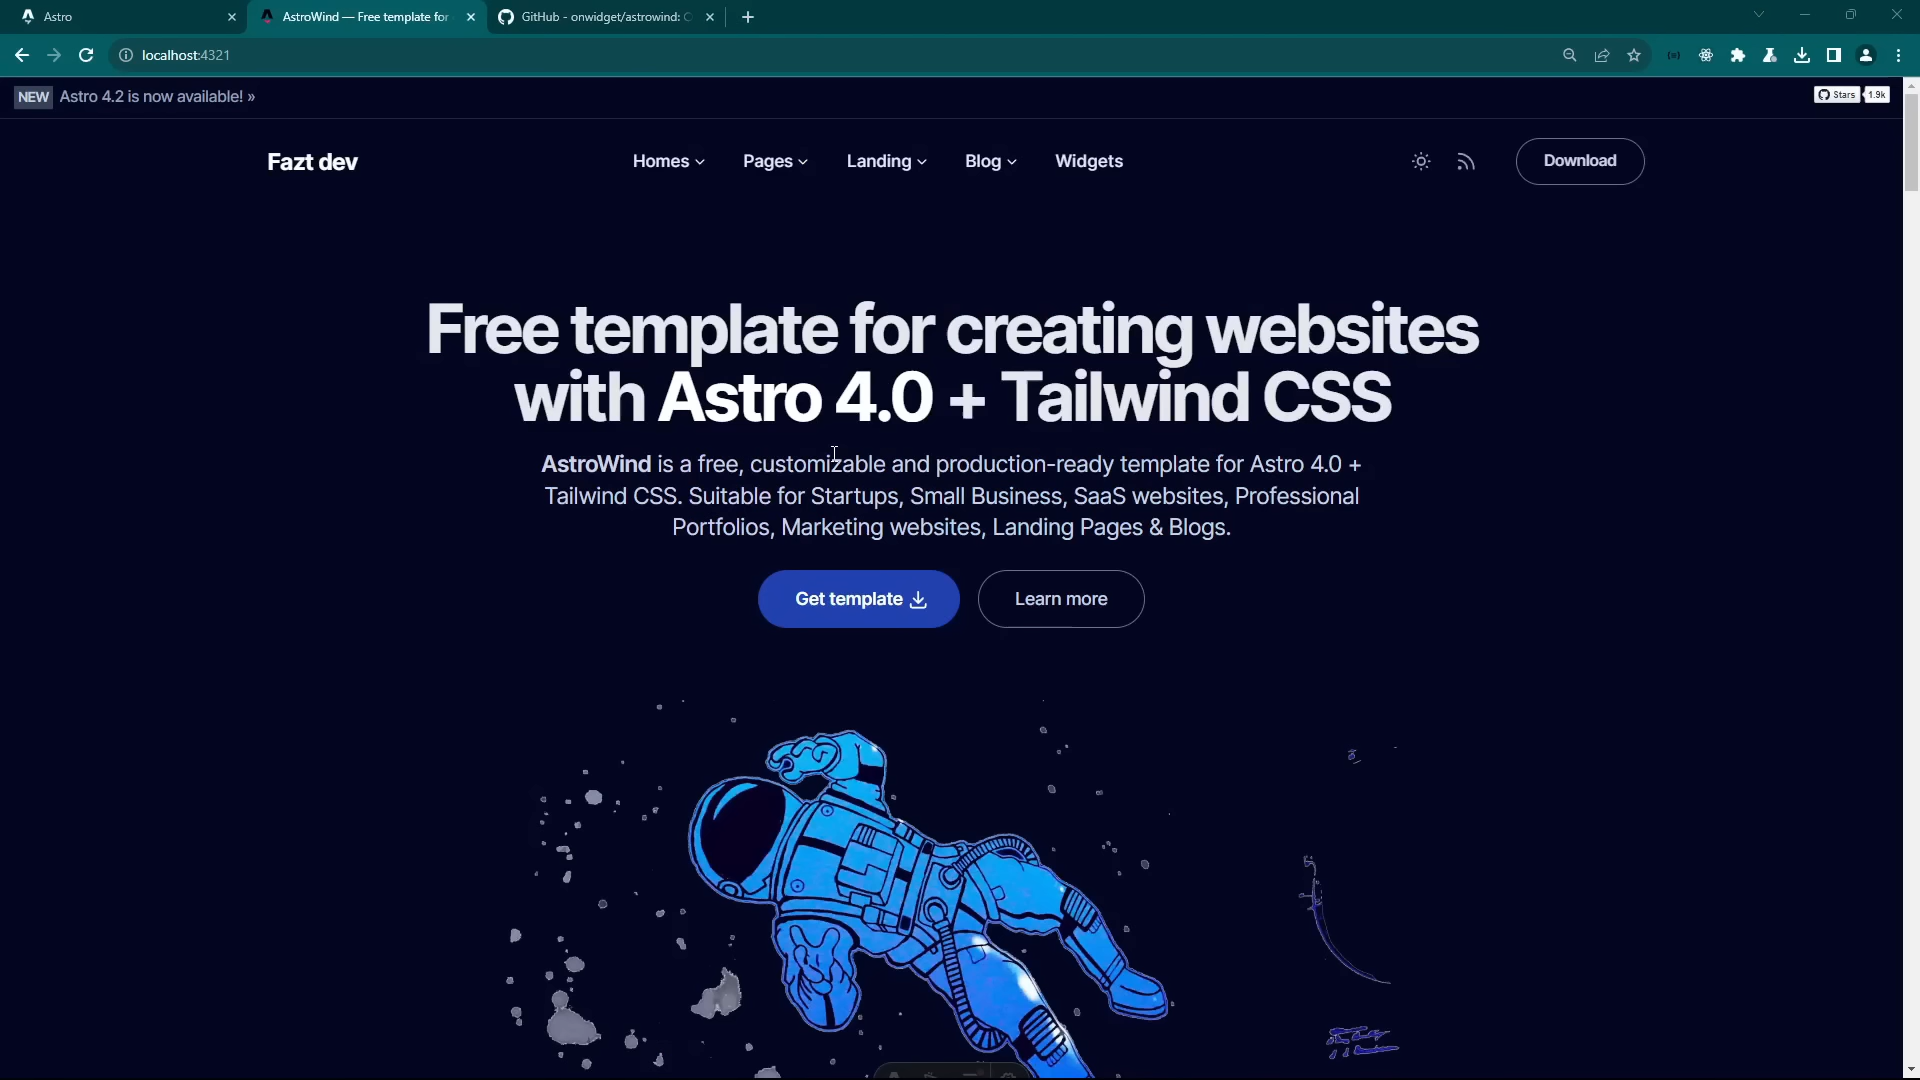 Astro
AstroWind — Free template for
GitHub - onwidget/astrowind:
localhost:4321
NEW Astro 4.2 is now available! »
Stars 1.9k
Fazt dev
Homes
Pages
Landing
Blog
Widgets
Download
Free template for creating websites
with Astro 4.0 + Tailwind CSS
AstroWind is a free, customizable and production-ready template for Astro 4.0 +
Tailwind CSS. Suitable for Startups, Small Business, SaaS websites, Professional
Portfolios, Marketing websites, Landing Pages & Blogs.
Get template
Learn more